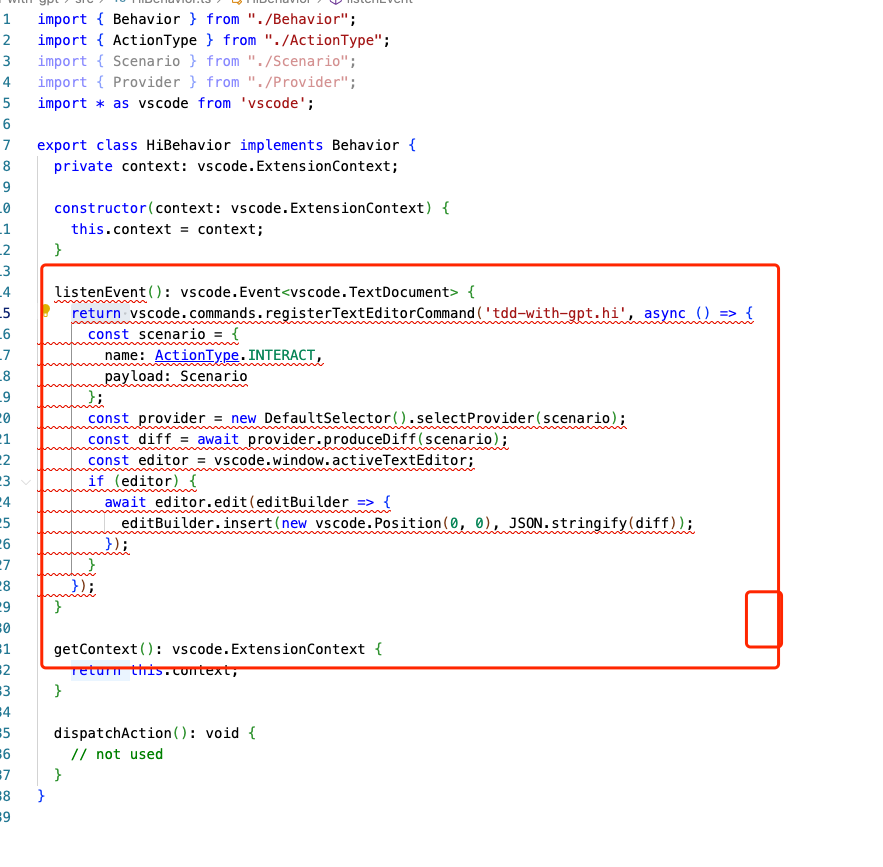 src HiBehavior.ts HiBehavior listenEvent
1 import { Behavior } from "./Behavior";
2 import { ActionType } from "./ActionType";
3 import { Scenario } from "./Scenario";
4 import { Provider } from "./Provider";
5 import * as vscode from 'vscode';
6
7 export class HiBehavior implements Behavior {
8 private context: vscode.ExtensionContext;
9
10 constructor(context: vscode.ExtensionContext) {
11 this.context = context;
12 }
13
14 listenEvent(): vscode.Event<vscode.TextDocument> {
15 return vscode.commands.registerTextEditorCommand('tdd-with-gpt.hi', async () => {
16 const scenario = {
17 name: ActionType.INTERACT,
18 payload: Scenario
19 };
20 const provider = new DefaultSelector().selectProvider(scenario);
21 const diff = await provider.produceDiff(scenario);
22 const editor = vscode.window.activeTextEditor;
23 if (editor) {
24 await editor.edit(editBuilder => {
25 editBuilder.insert(new vscode.Position(0, 0), JSON.stringify(diff));
26 });
27 }
28 });
29 }
30
31 getContext(): vscode.ExtensionContext {
32 return this.context;
33 }
34
35 dispatchAction(): void {
36 // not used
37 }
38 }
39